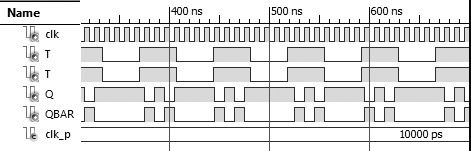 Name
400 ns
500 ns
600 ns
clk
T
T
Q
QBAR
clk_p
10000 ps